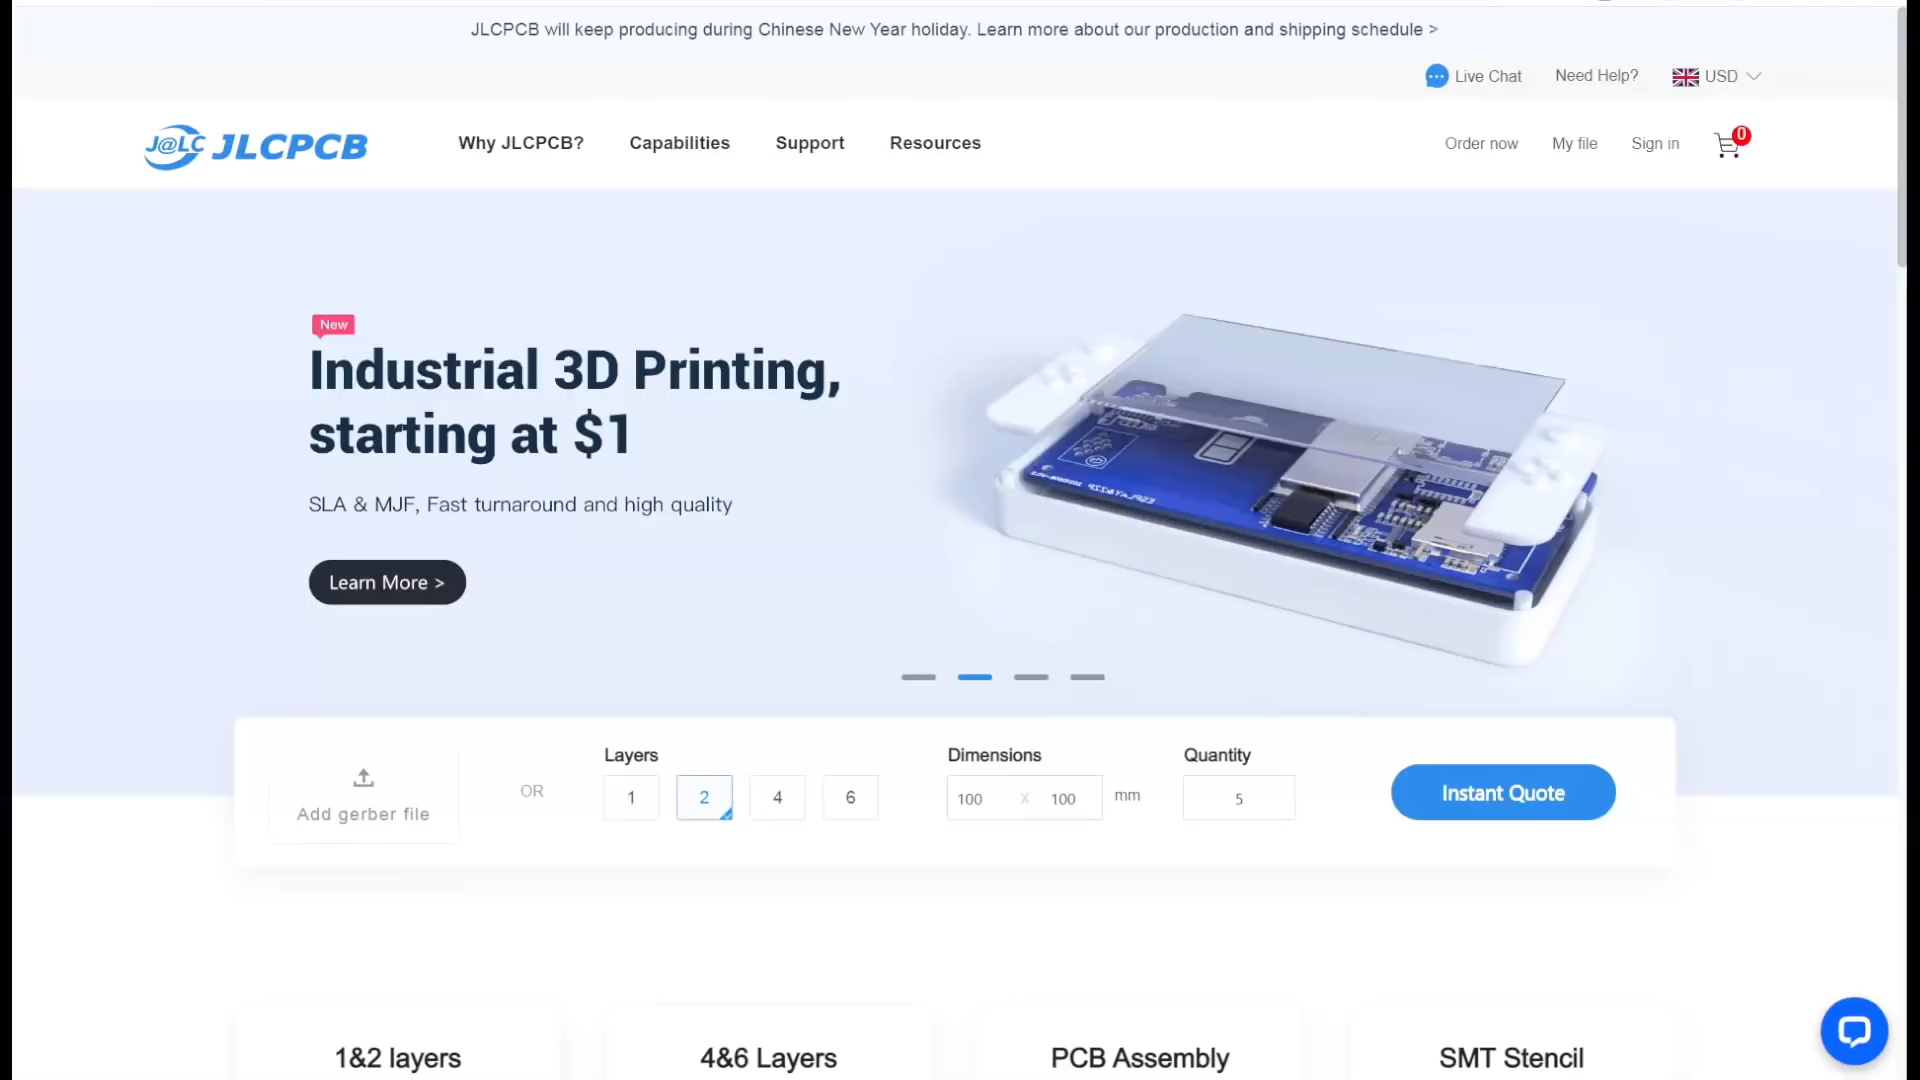 JLCPCB will keep producing during Chinese New Year holiday. Learn more about our production and shipping schedule >
Live Chat
Need Help?
USD
J@LC JLCPCB
Why JLCPCB?
Capabilities
Support
Resources
Order now
My file
Sign in
0
New
Industrial 3D Printing,
starting at $1
SLA & MJF, Fast turnaround and high quality
Learn More >
Add gerber file
OR
Layers
1
2
4
6
Dimensions
100 X 100 mm
Quantity
5
Instant Quote
1&2 layers
4&6 Layers
PCB Assembly
SMT Stencil